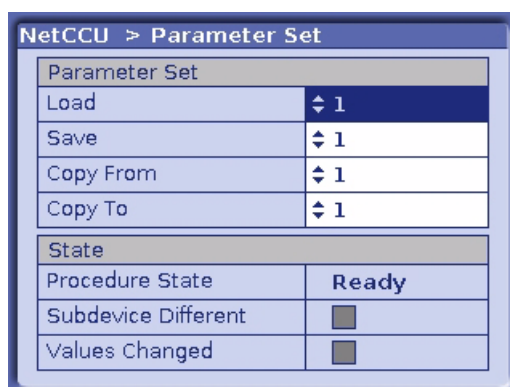 NetCCU > Parameter Set
Parameter Set
Load 1
Save 1
Copy From 1
Copy To 1
State
Procedure State Ready
Subdevice Different
Values Changed